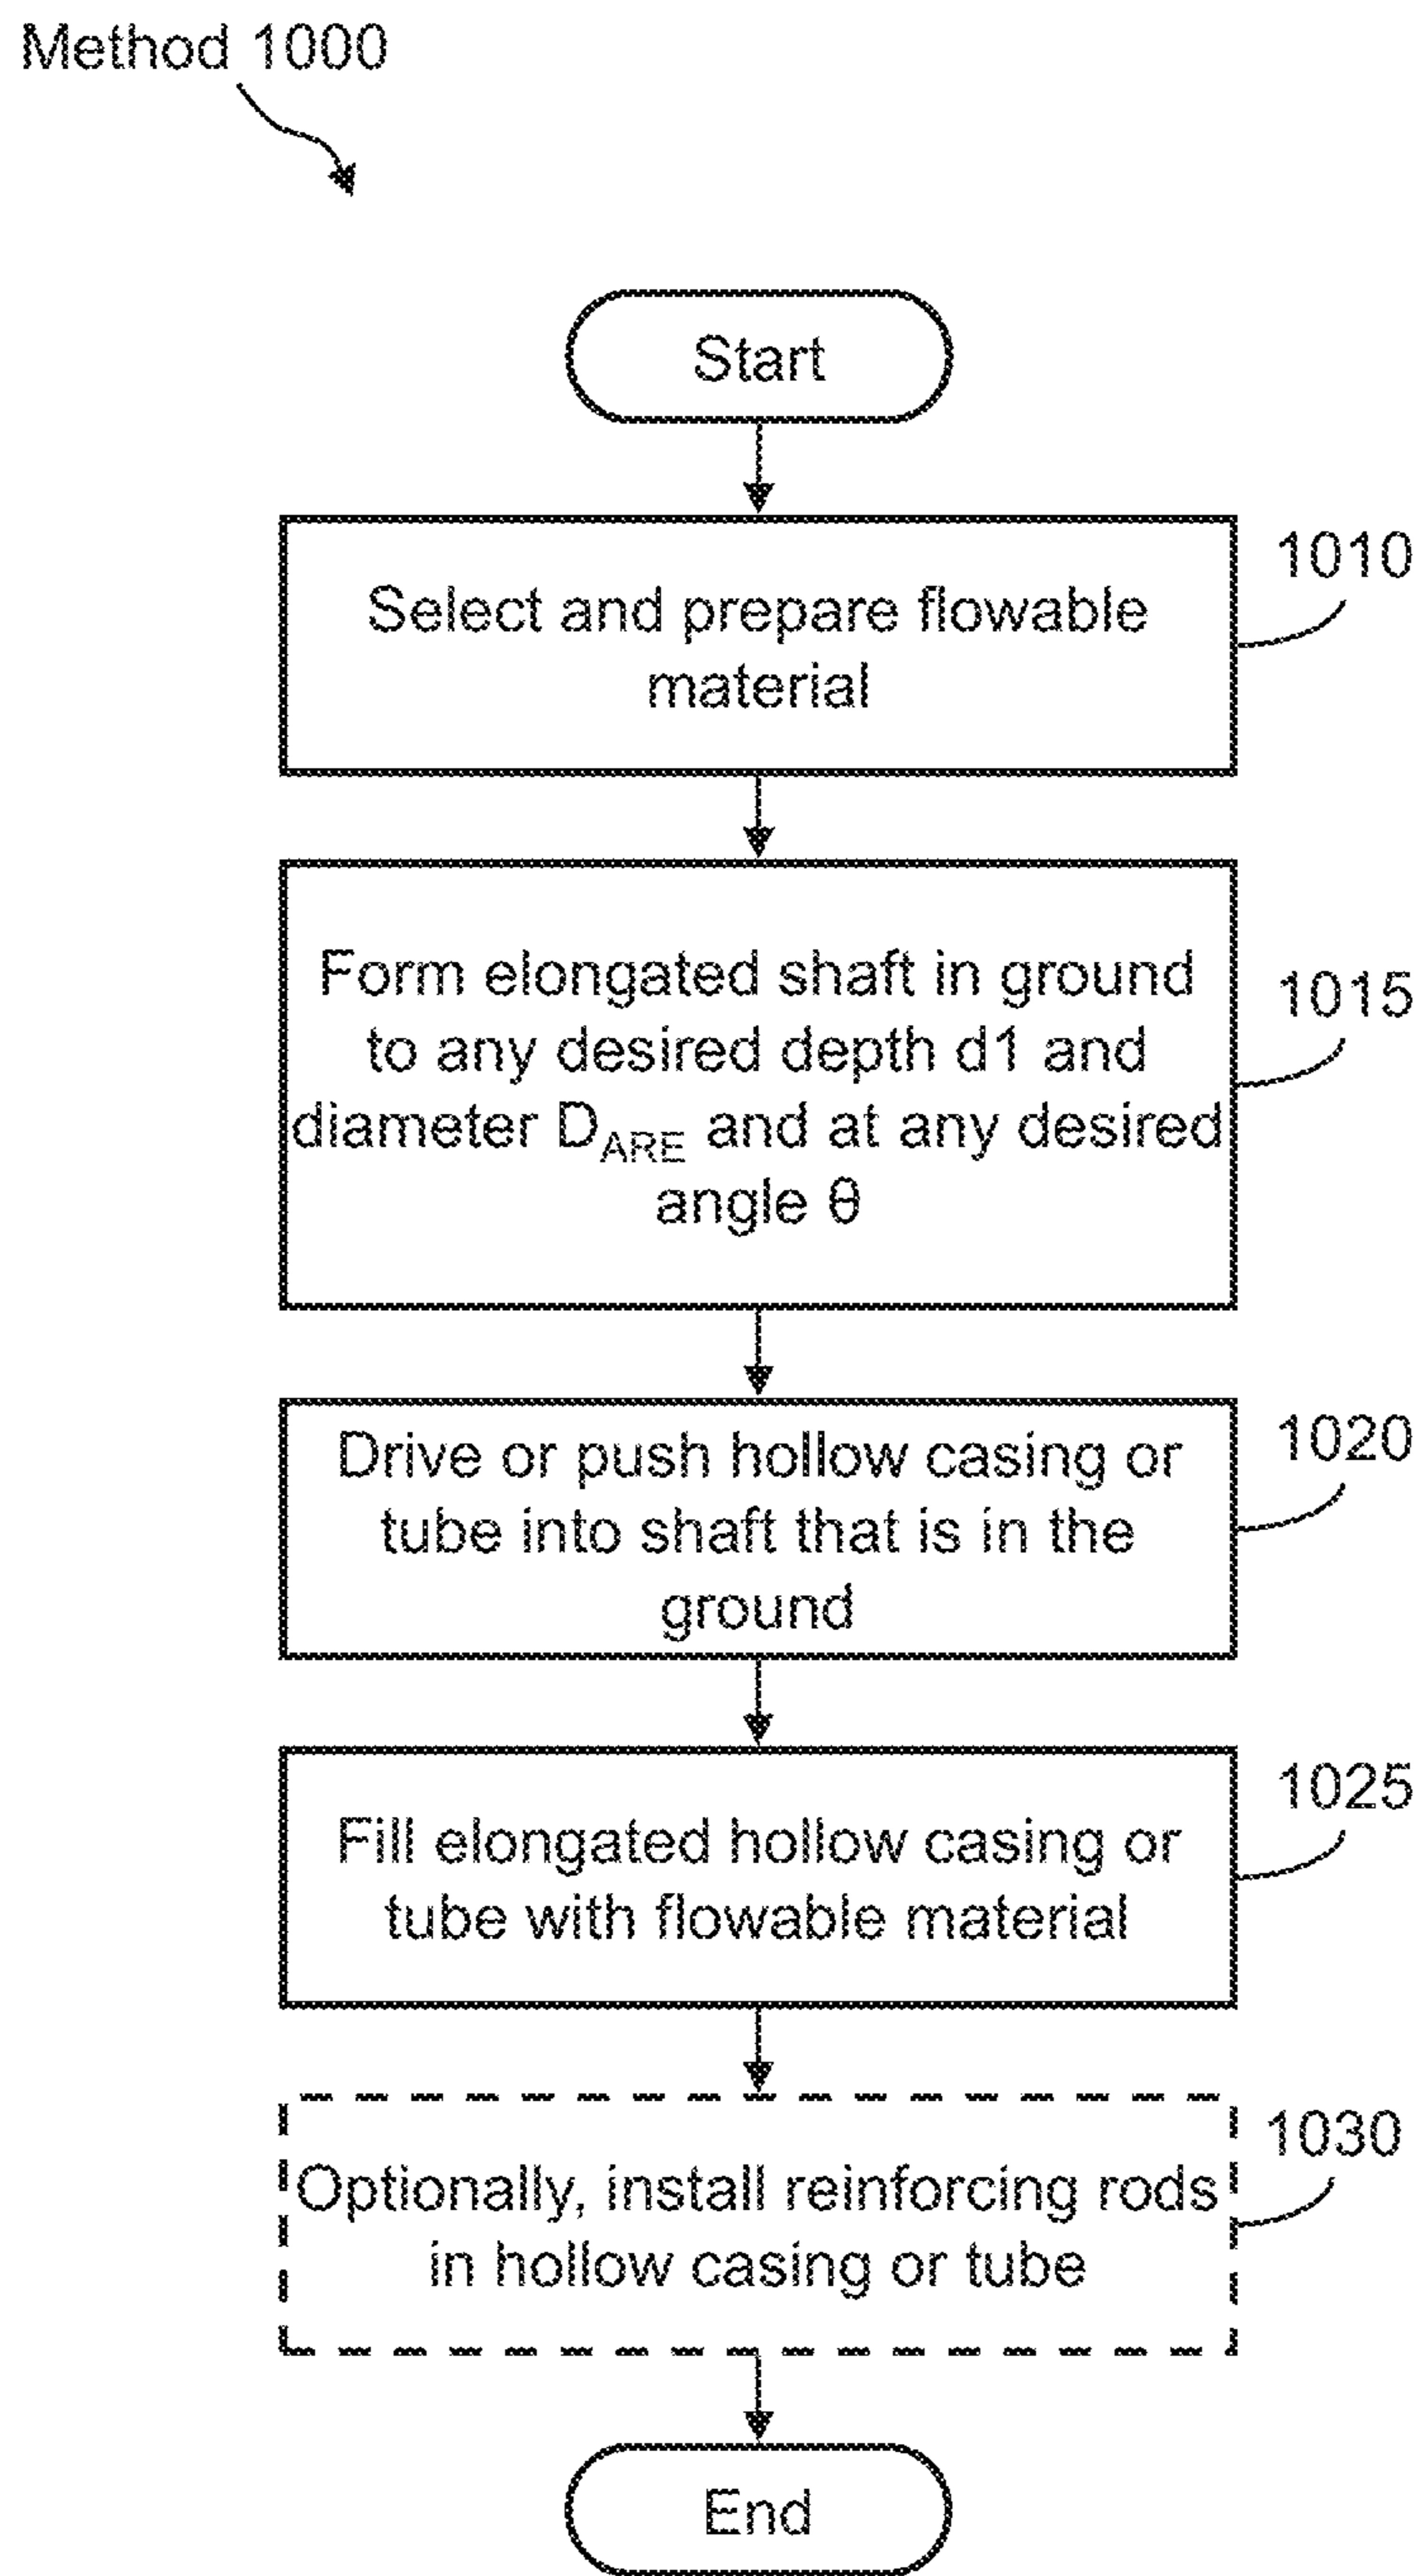 Method 1000
Start
1010
Select and prepare flowable
material
Form elongated shaft in ground
1015
to any desired depth d1 and
diameter D_ARE and at any desired
angle θ
1020
Drive or push hollow casing or
tube into shaft that is in the
ground
1025
Fill elongated hollow casing or
tube with flowable material
1030
Optionally, install reinforcing rods
in hollow casing or tube
End